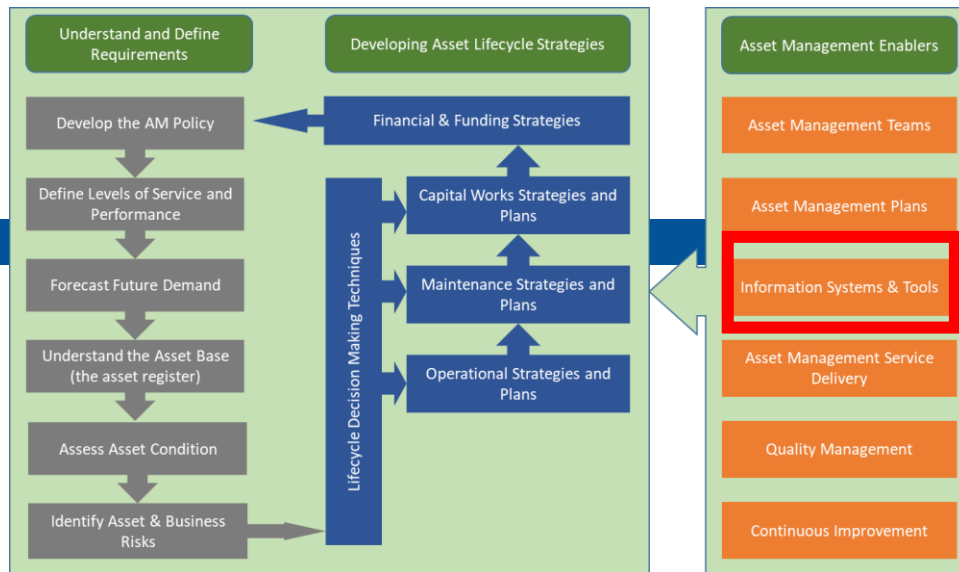 Understand and Define
Requirements
Develop the AM Policy
Define Levels of Service and
Performance
Forecast Future Demand
Understand the Asset Base
(the asset register)
Assess Asset Condition
Identify Asset & Business
Risks
Developing Asset Lifecycle Strategies
Financial & Funding Strategies
Lifecycle Decision Making Techniques
Capital Works Strategies and
Plans
Maintenance Strategies and
Plans
Operational Strategies and
Plans
Asset Management Enablers
Asset Management Teams
Asset Management Plans
Information Systems & Tools
Asset Management Service
Delivery
Quality Management
Continuous Improvement